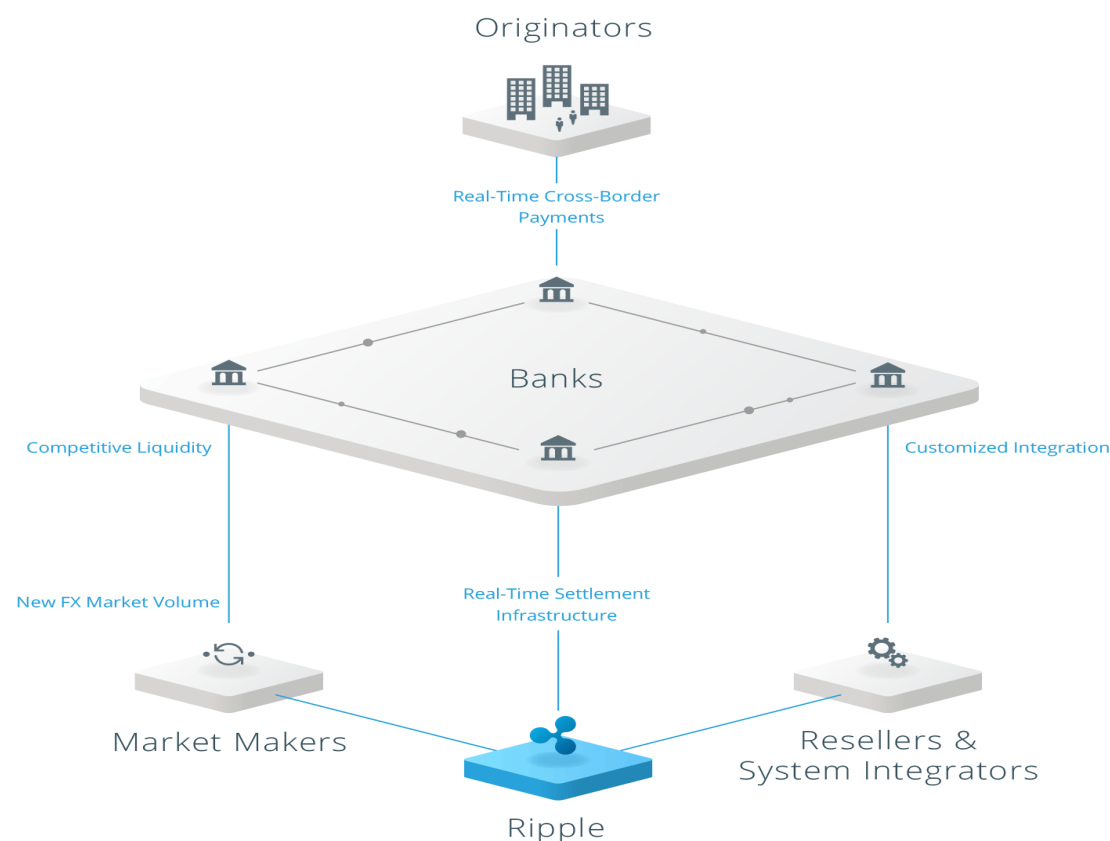 Originators
Real-Time Cross-Border
Payments
Banks
Competitive Liquidity
Customized Integration
New FX Market Volume
Real-Time Settlement
Infrastructure
Market Makers
Resellers &
System Integrators
Ripple